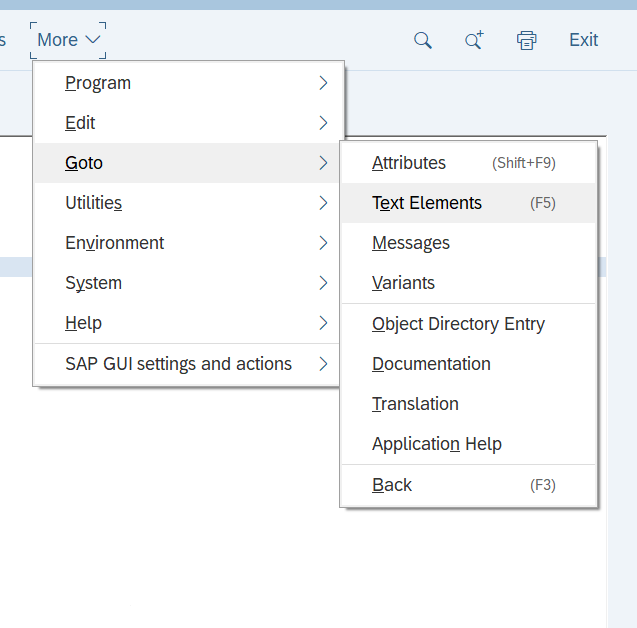 s More Exit
Program
Edit
Goto
Utilities
Environment
System
Help
SAP GUI settings and actions
Attributes (Shift+F9)
Text Elements (F5)
Messages
Variants
Object Directory Entry
Documentation
Translation
Application Help
Back (F3)